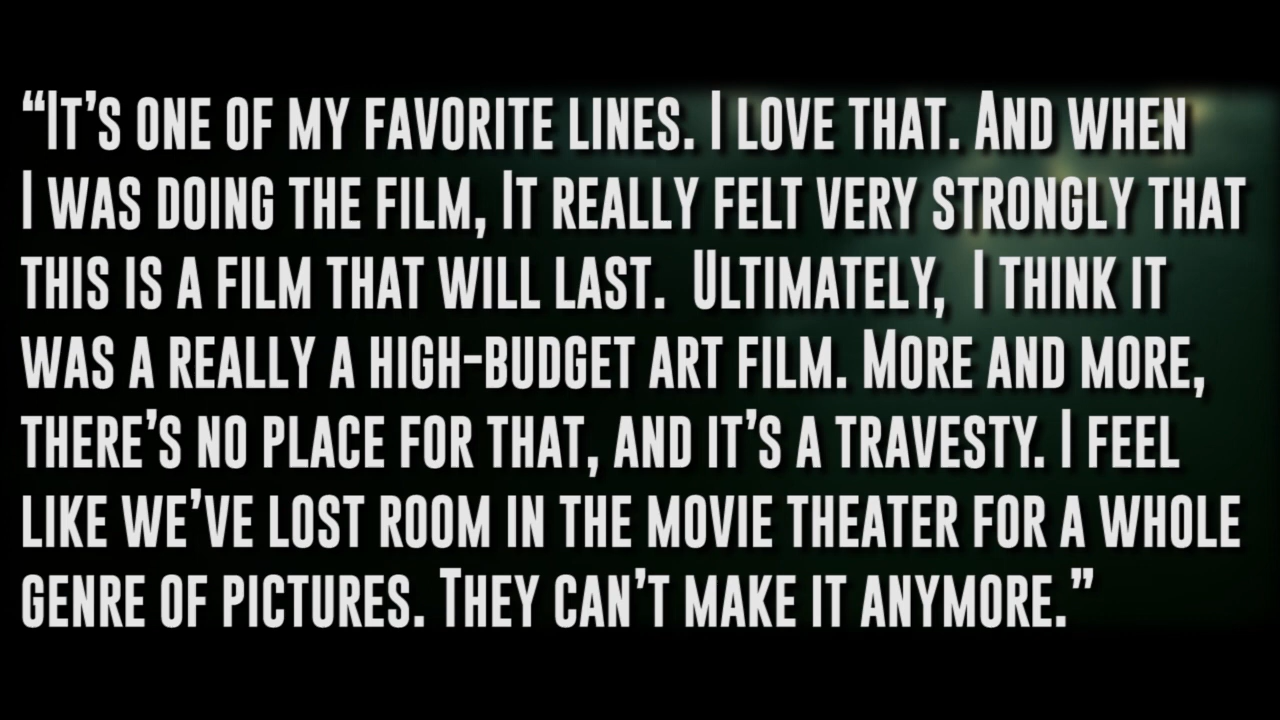 “It’s one of my favorite lines. I love that. And when
I was doing the film, It really felt very strongly that
this is a film that will last.  Ultimately,  I think it
was a really a high-budget art film. More and more,
there’s no place for that, and it’s a travesty. I feel
like we’ve lost room in the movie theater for a whole
genre of pictures. They can’t make it anymore.”